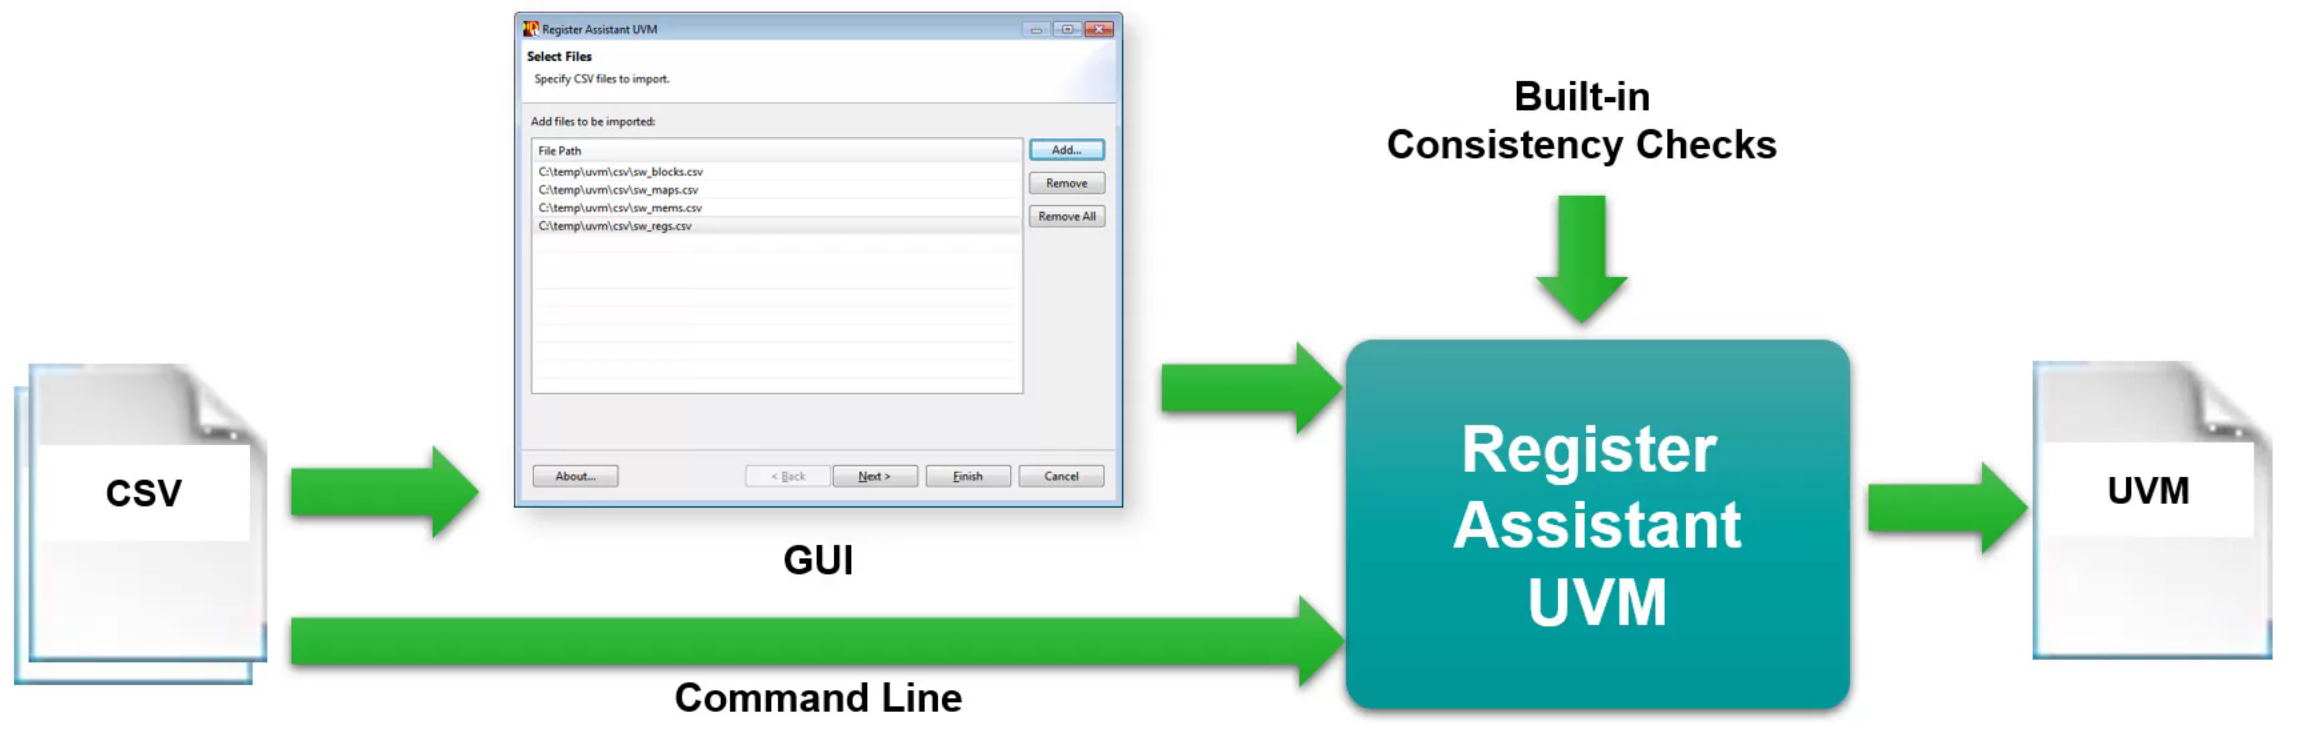 Register Assistant UVM
Select Files
Specify CSV files to import.
Add files to be imported:
File Path
C:\temp\uvm\csv\sw_blocks.csv
C:\temp\uvm\csv\sw_maps.csv
C:\temp\uvm\csv\sw_mems.csv
C:\temp\uvm\csv\sw_regs.csv
Add...
Remove
Remove All
About...
< Back
Next >
Finish
Cancel
CSV
GUI
Command Line
Built-in
Consistency Checks
Register
Assistant
UVM
UVM